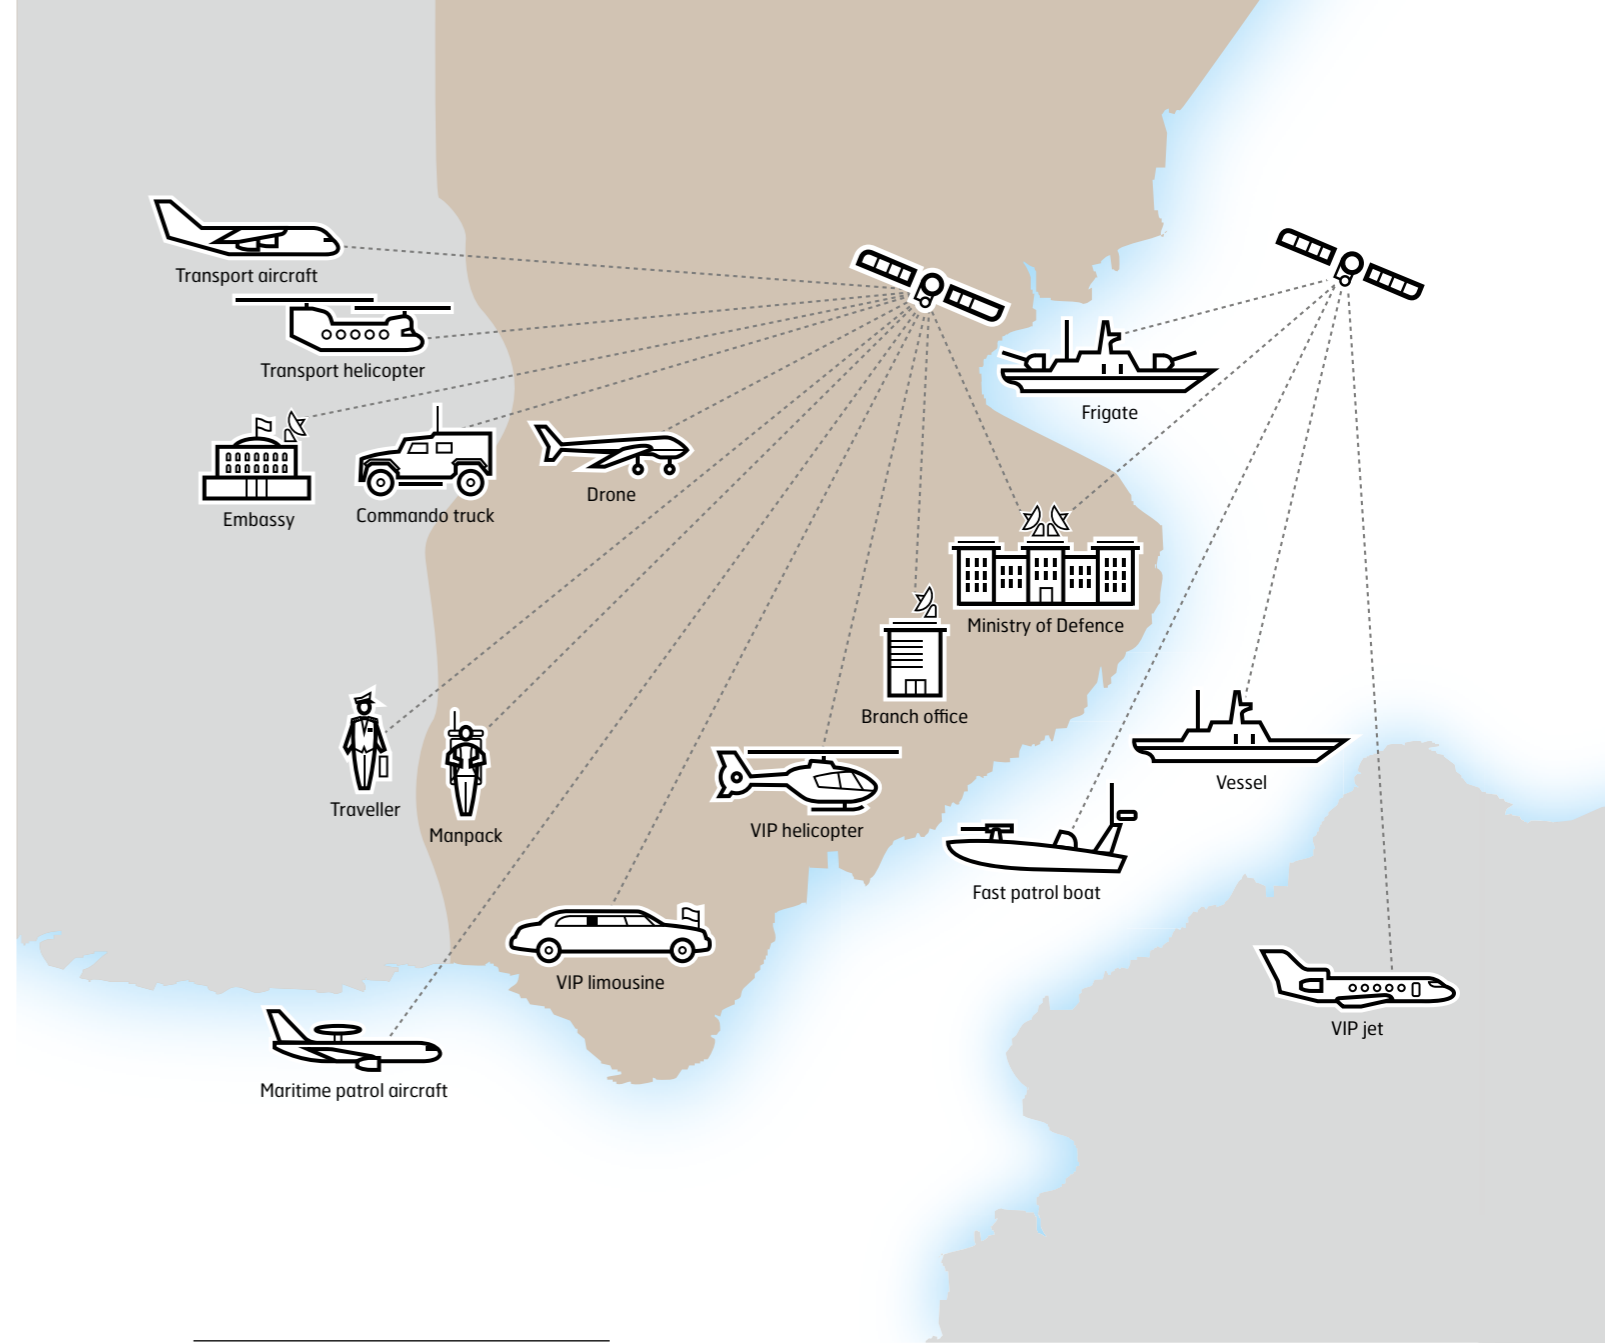 Transport aircraft
Transport helicopter
Frigate
Embassy
Commando truck
Drone
Ministry of Defence
Branch office
Traveller
Manpack
VIP helicopter
Vessel
Fast patrol boat
VIP limousine
VIP jet
Maritime patrol aircraft